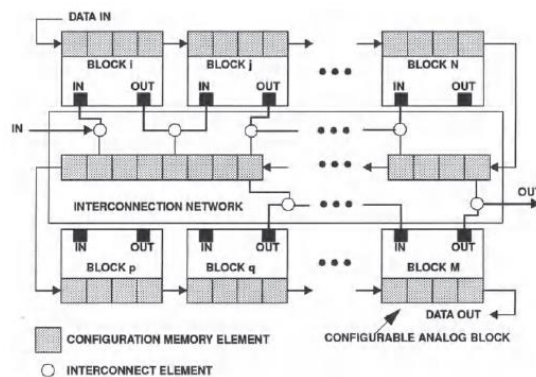 DATA IN
BLOCK i
BLOCK j
BLOCK N
IN OUT IN OUT IN OUT
IN
OUT
INTERCONNECTION NETWORK
IN OUT IN OUT IN OUT
BLOCK p
BLOCK q
BLOCK M
DATA OUT
CONFIGURATION MEMORY ELEMENT
CONFIGURABLE ANALOG BLOCK
INTERCONNECT ELEMENT